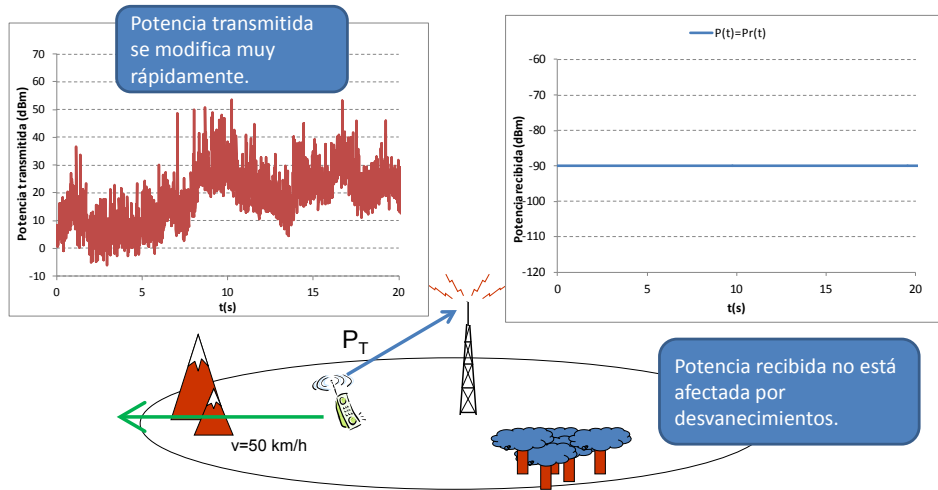 Potencia transmitida
se modifica muy
rápidamente.
Potencia transmitida (dBm)
70
60
50
40
30
20
10
0
-10
0
5
10
15
20
t(s)
P(t)=Pr(t)
Potencia recibida (dBm)
-60
-70
-80
-90
-100
-110
-120
0
5
10
15
20
t(s)
PT
v=50 km/h
Potencia recibida no está
afectada por
desvanecimientos.